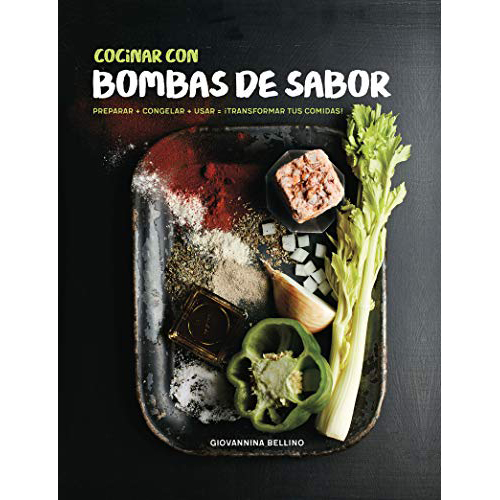 COCiNAR CON
BOMBAS DE SABOR
PREPARAR + CONGELAR + USAR = ¡TRANSFORMAR TUS COMIDAS!
GIOVANNINA BELLINO